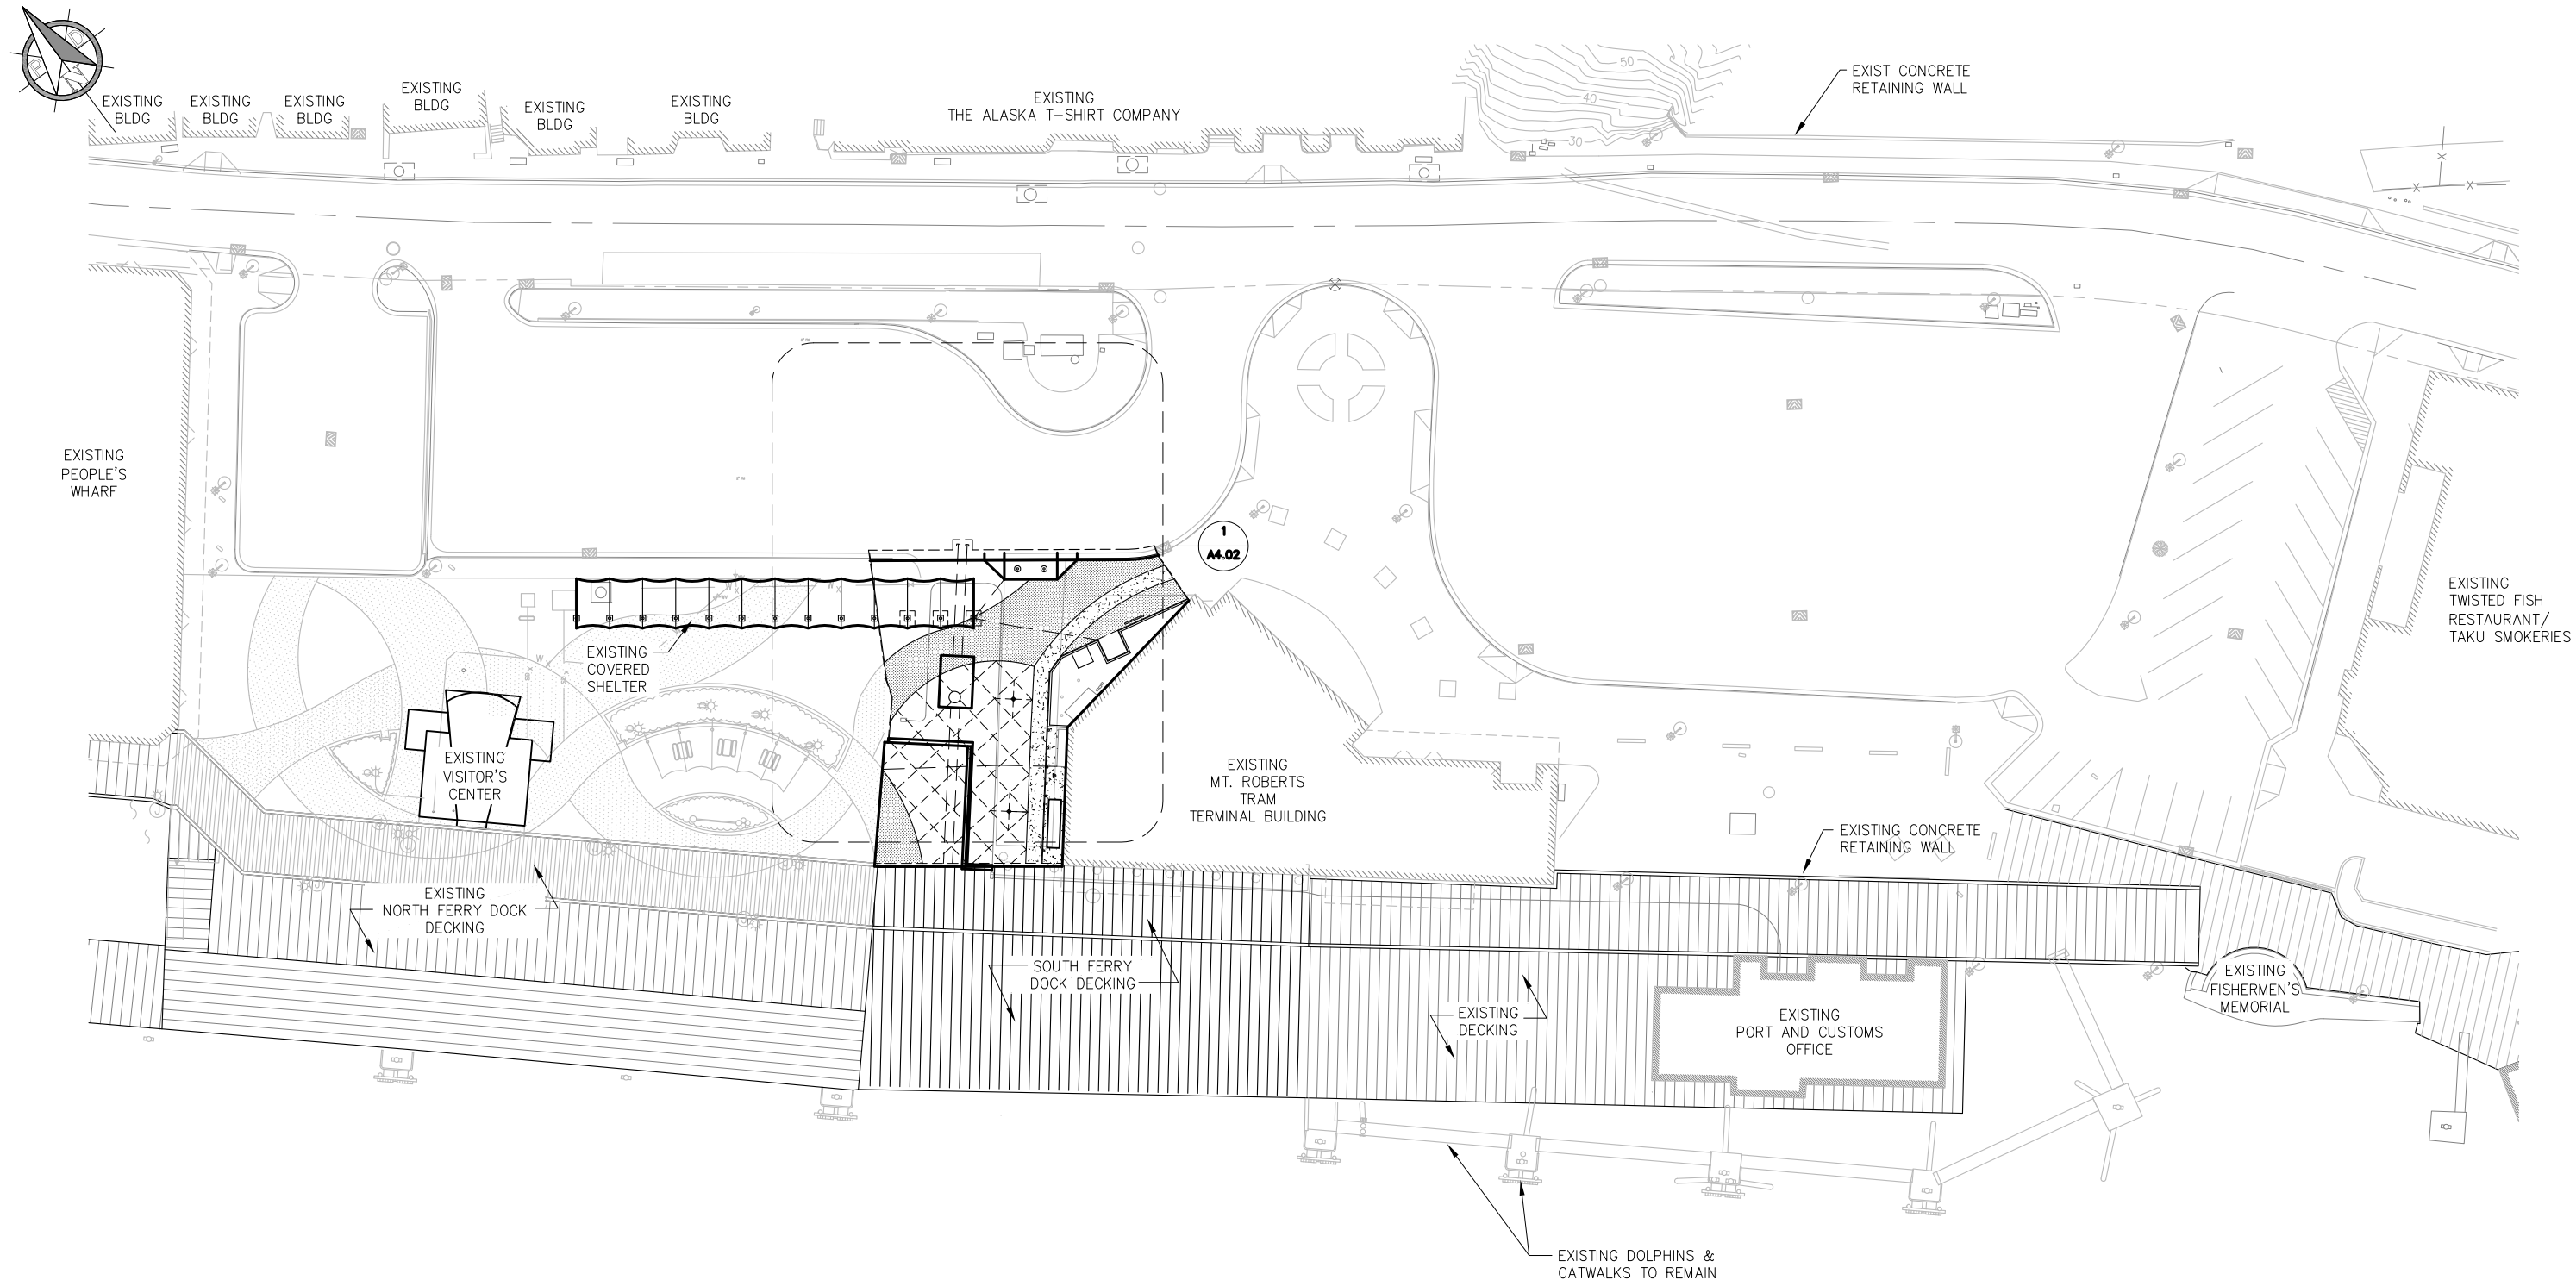 EXISTING
BLDG
EXISTING
BLDG
EXISTING
BLDG
EXISTING
BLDG
EXISTING
BLDG
EXISTING
BLDG
EXISTING
THE ALASKA T-SHIRT COMPANY
50
40
30
EXIST CONCRETE
RETAINING WALL
EXISTING
PEOPLE'S
WHARF
1
A4.02
EXISTING
COVERED
SHELTER
W
W
W
EXISTING
TWISTED FISH
RESTAURANT/
TAKU SMOKERIES
EXISTING
VISITOR'S
CENTER
EXISTING
MT. ROBERTS
TRAM
TERMINAL BUILDING
EXISTING CONCRETE
RETAINING WALL
EXISTING
NORTH FERRY DOCK
DECKING
SOUTH FERRY
DOCK DECKING
EXISTING
DECKING
EXISTING
PORT AND CUSTOMS
OFFICE
EXISTING
FISHERMEN'S
MEMORIAL
EXISTING DOLPHINS &
CATWALKS TO REMAIN